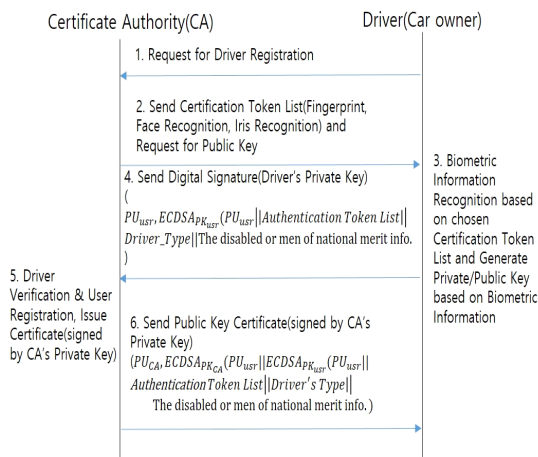 Certificate Authority(CA)
Driver(Car owner)
1. Request for Driver Registration
2. Send Certification Token List(Fingerprint,
Face Recognition, Iris Recognition) and
Request for Public Key
3. Biometric
Information
Recognition based
on chosen
Certification Token
List and Generate
Private/Public Key
based on Biometric
Information
4. Send Digital Signature(Driver's Private Key)
(
PU_usr, ECDSA_PK_usr(PU_usr||Authentication Token List||
Driver_Type||The disabled or men of national merit info.
)
5. Driver
Verification & User
Registration, Issue
Certificate(signed
by CA's Private Key)
6. Send Public Key Certificate(signed by CA's
Private Key)
(PU_CA, ECDSA_PK_CA(PU_usr||ECDSA_PK_usr(PU_usr||
Authentication Token List||Driver's Type||
The disabled or men of national merit info. )